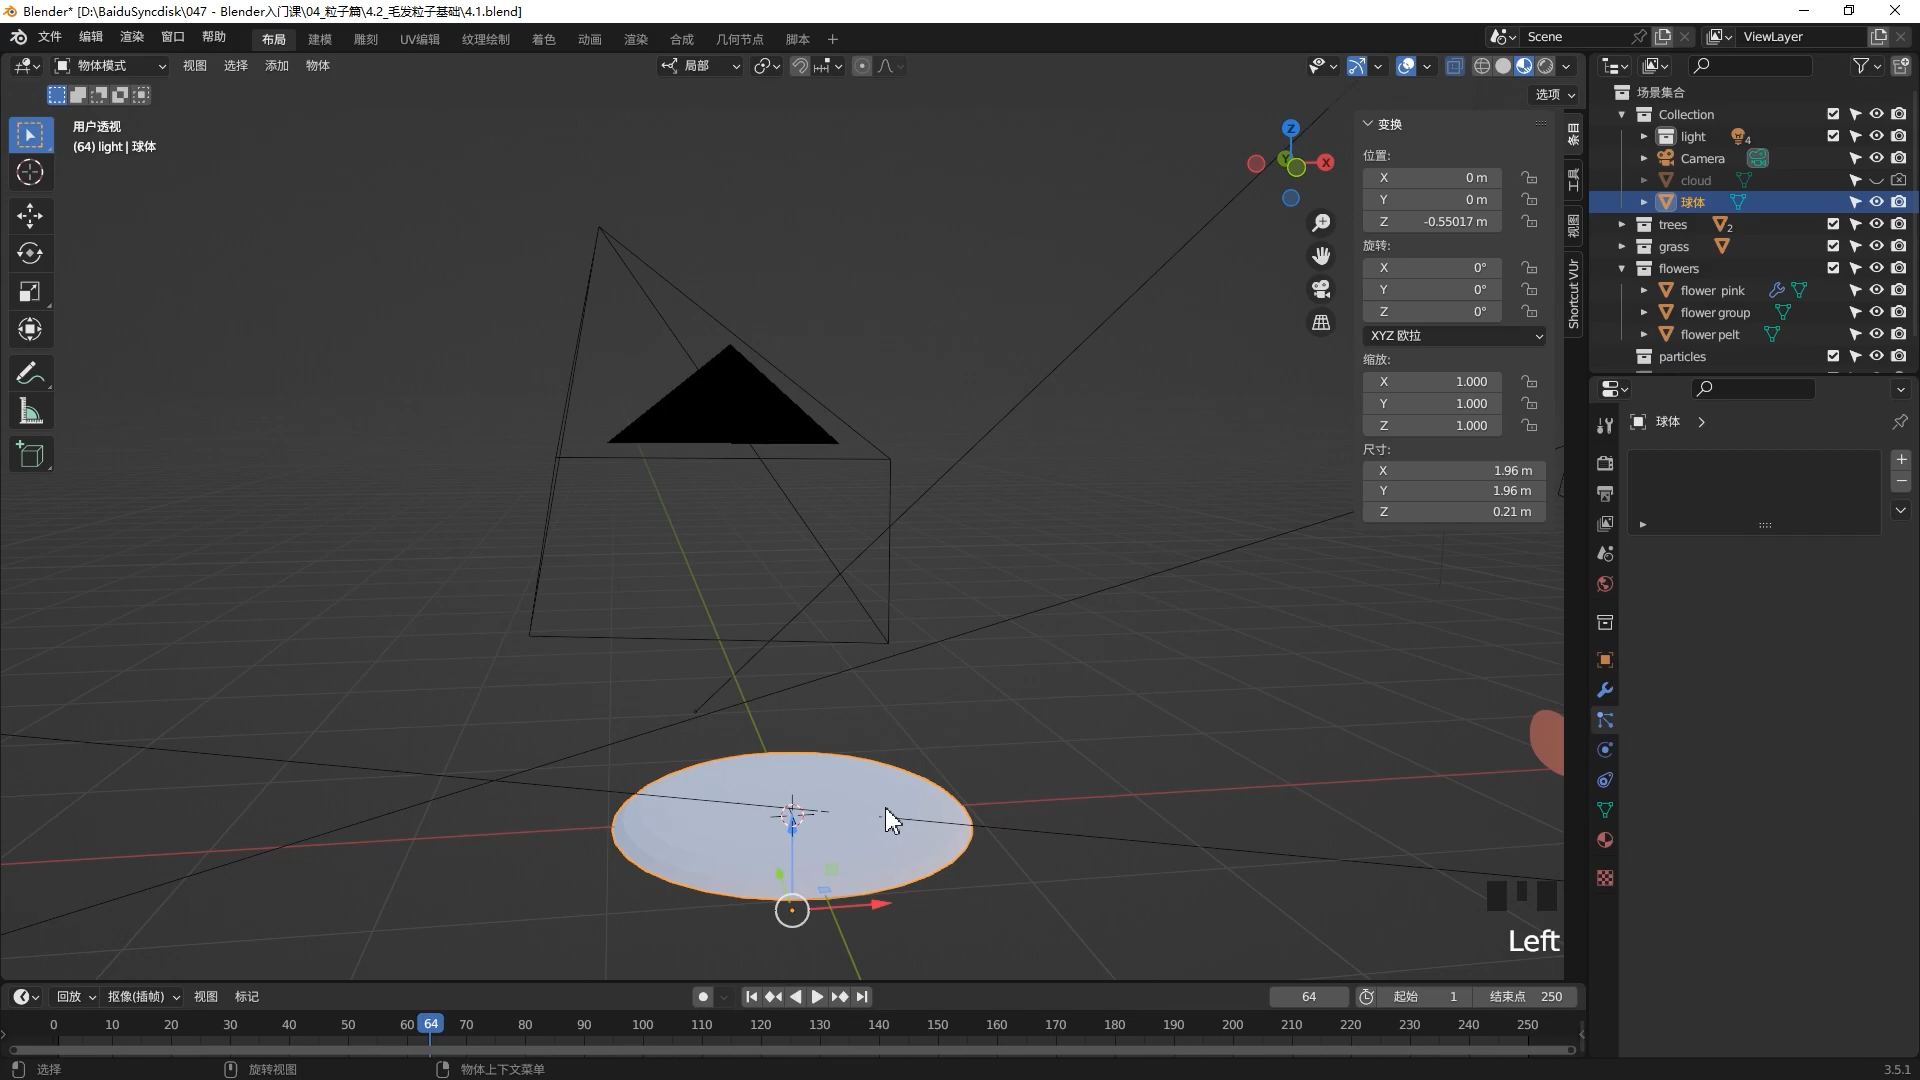 Blender* [D:\BaiduSyncdisk\047 - Blender入门课\04_粒子篇\4.2_毛发粒子基础\4.1.blend]
文件 编辑 渲染 窗口 帮助 布局 建模 雕刻 UV编辑 纹理绘制 着色 动画 渲染 合成 几何节点 脚本 + Scene ViewLayer
物体模式 视图 选择 添加 物体 局部
选项
用户透视
(64) light | 球体
Z
X
Y
变换
位置:
X 0 m
Y 0 m
Z -0.55017 m
旋转:
X 0°
Y 0°
Z 0°
XYZ 欧拉
缩放:
X 1.000
Y 1.000
Z 1.000
尺寸:
X 1.96 m
Y 1.96 m
Z 0.21 m
条目
工具
视图
Shortcut VUr
场景集合
Collection
light 4
Camera
cloud
球体
trees 2
grass
flowers
flower pink
flower group
flower pelt
particles
球体
Left
回放 抠像(插帧) 视图 标记 64 起始 1 结束点 250
0 10 20 30 40 50 60 64 70 80 90 100 110 120 130 140 150 160 170 180 190 200 210 220 230 240 250
选择 旋转视图 物体上下文菜单 3.5.1